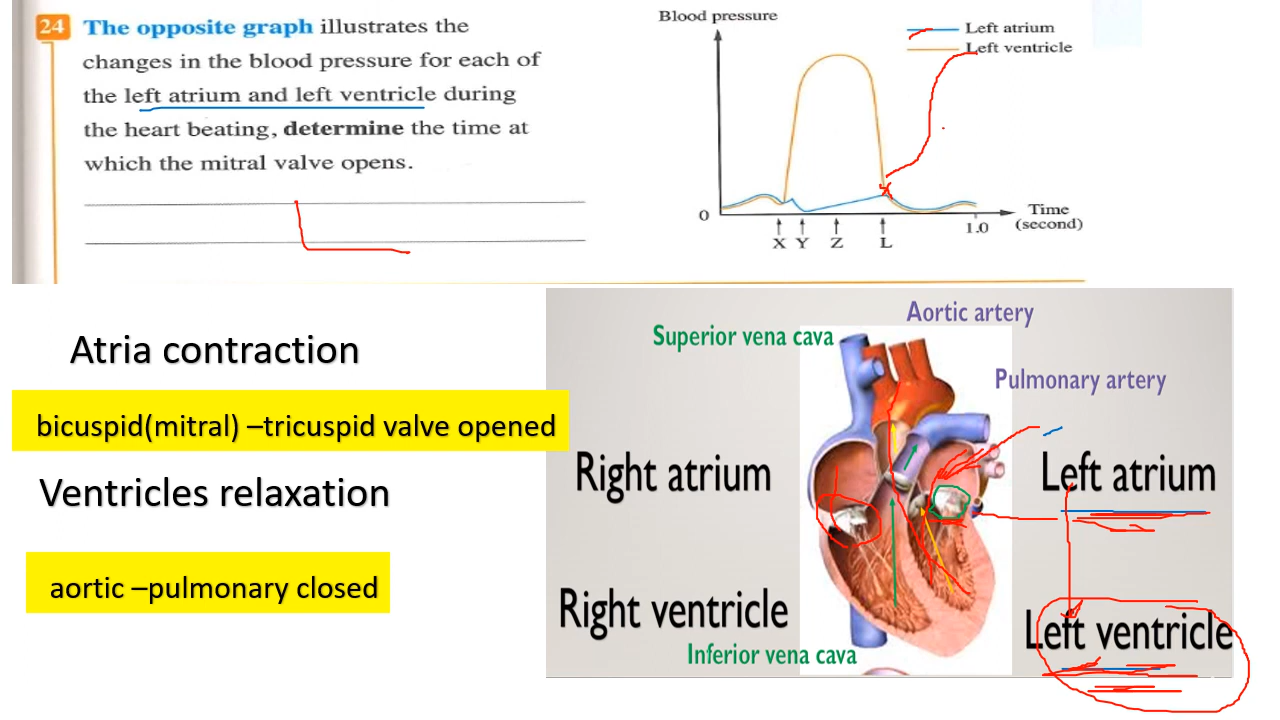 24 The opposite graph illustrates the
changes in the blood pressure for each of
the left atrium and left ventricle during
the heart beating, determine the time at
which the mitral valve opens.
Blood pressure
Left atrium
Left ventricle
0
X Y Z L
1.0
Time
(second)
Atria contraction
bicuspid(mitral) –tricuspid valve opened
Ventricles relaxation
aortic –pulmonary closed
Aortic artery
Superior vena cava
Pulmonary artery
Right atrium
Left atrium
Right ventricle
Left ventricle
Inferior vena cava